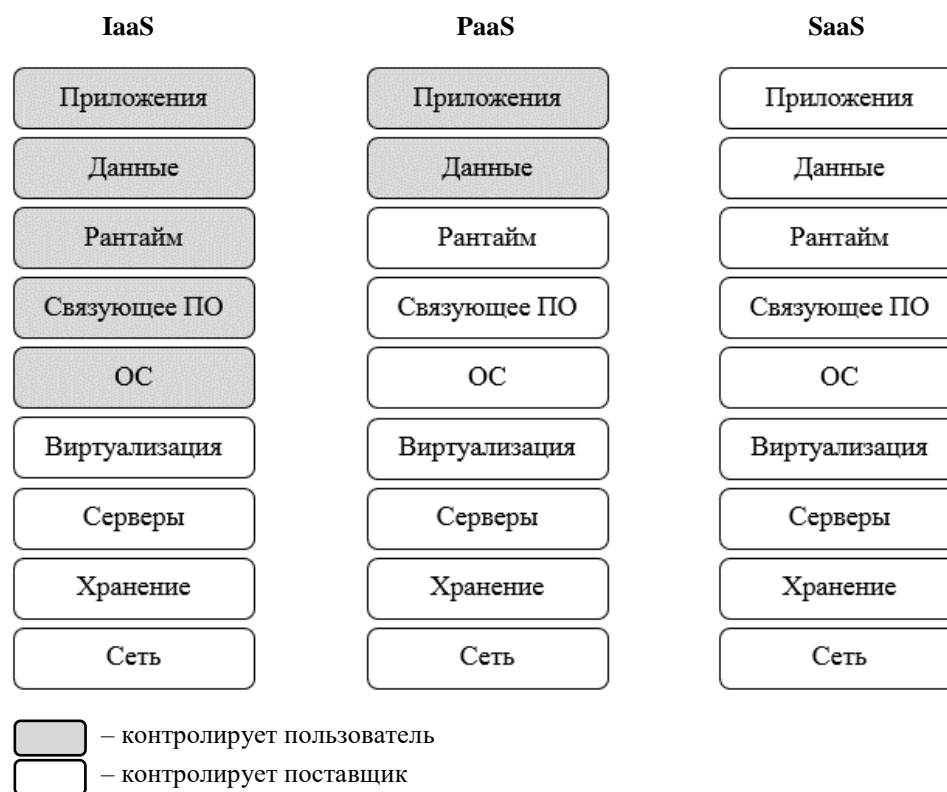 IaaS PaaS SaaS
Приложения Приложения Приложения
Данные Данные Данные
Рантайм Рантайм Рантайм
Связующее ПО Связующее ПО Связующее ПО
ОС ОС ОС
Виртуализация Виртуализация Виртуализация
Серверы Серверы Серверы
Хранение Хранение Хранение
Сеть Сеть Сеть
– контролирует пользователь
– контролирует поставщик